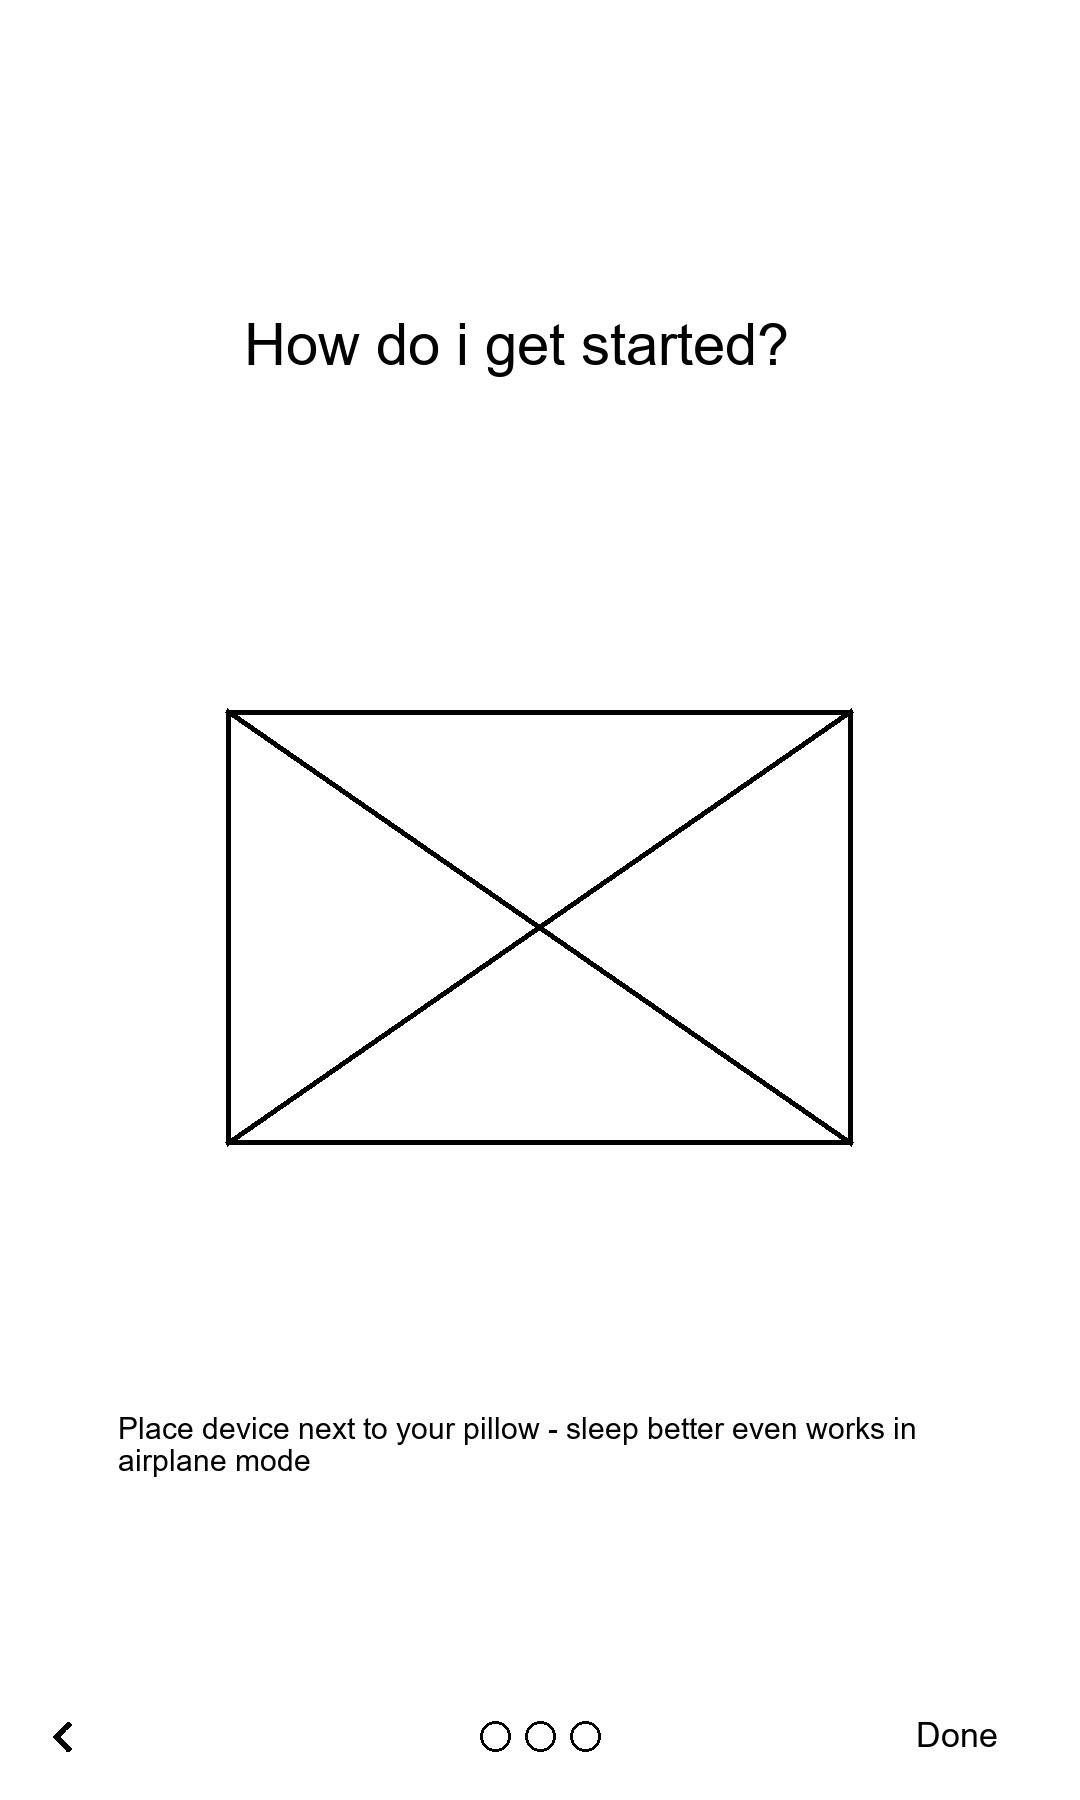 How do i get started?
Place device next to your pillow - sleep better even works in
airplane mode
Done